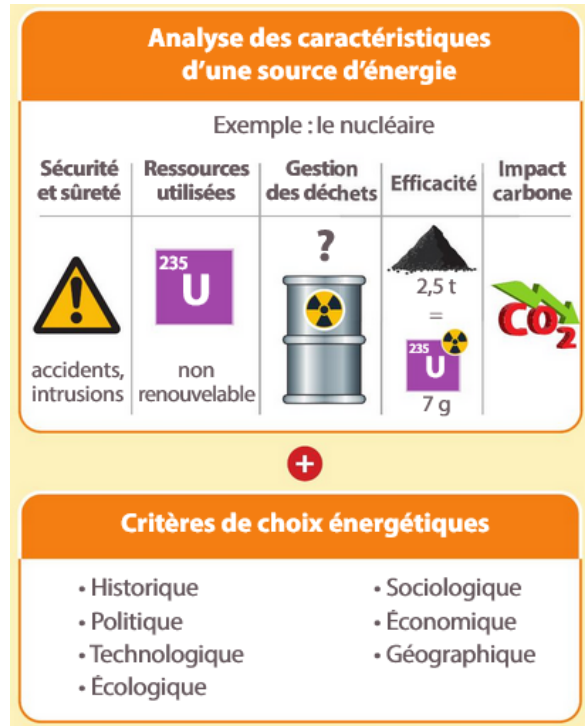 Analyse des caractéristiques
d'une source d'énergie
Exemple : le nucléaire
Sécurité
et sûreté
Ressources
utilisées
Gestion
des déchets
Efficacité
Impact
carbone
accidents,
intrusions
235
U
non
renouvelable
?
2,5 t
=
235
U
7 g
CO2
+
Critères de choix énergétiques
• Historique
• Politique
• Technologique
• Écologique
• Sociologique
• Économique
• Géographique